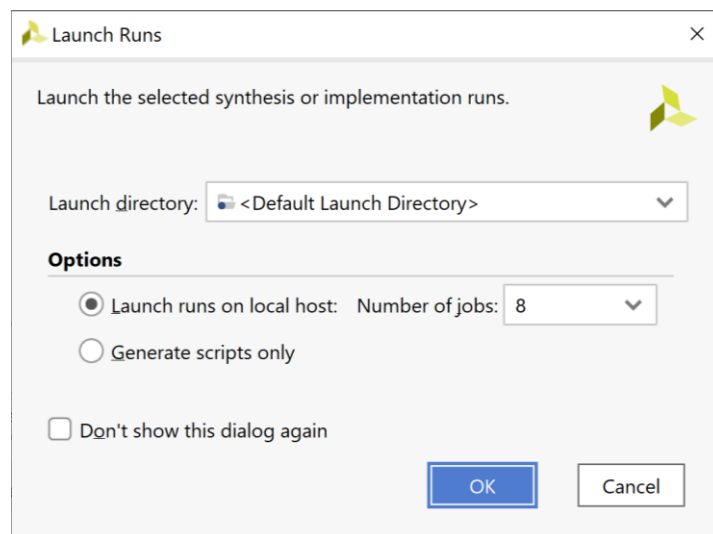 Launch Runs
Launch the selected synthesis or implementation runs.
Launch directory: <Default Launch Directory>
Options
Launch runs on local host: Number of jobs: 8
Generate scripts only
Don't show this dialog again
OK Cancel